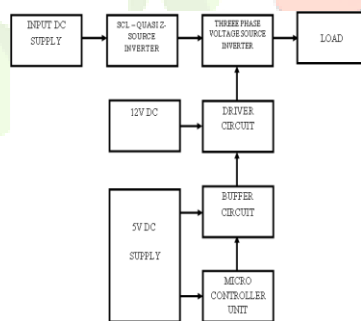 INPUT DC
SUPPLY
SCL – QUASI Z-
SOURCE
INVERTER
THREEE PHASE
VOLTAGE SOURCE
INVERTER
LOAD
12V DC
DRIVER
CIRCUIT
BUFFER
CIRCUIT
5V DC
SUPPLY
MICRO
CONTROLLER
UNIT